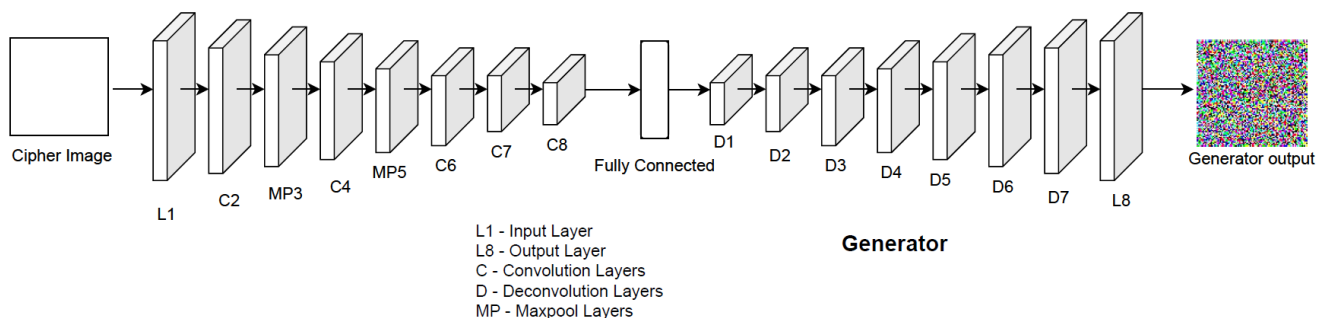 Cipher Image
L1
C2
MP3
C4
MP5
C6
C7
C8
Fully Connected
D1
D2
D3
D4
D5
D6
D7
L8
Generator output
L1 - Input Layer
L8 - Output Layer
C - Convolution Layers
D - Deconvolution Layers
MP - Maxpool Layers
Generator